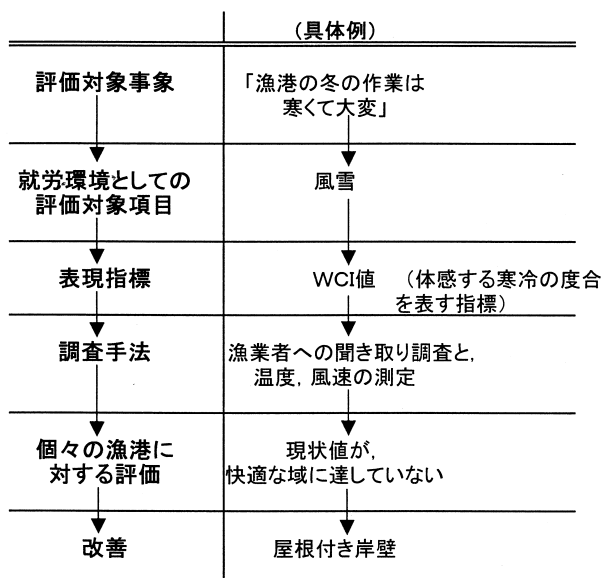 (具体例)
評価対象事象
「漁港の冬の作業は
寒くて大変」
就労環境としての
評価対象項目
風雪
表現指標
WCI値 (体感する寒冷の度合
を表す指標)
調査手法
漁業者への聞き取り調査と,
温度, 風速の測定
個々の漁港に
対する評価
現状値が,
快適な域に達していない
改善
屋根付き岸壁